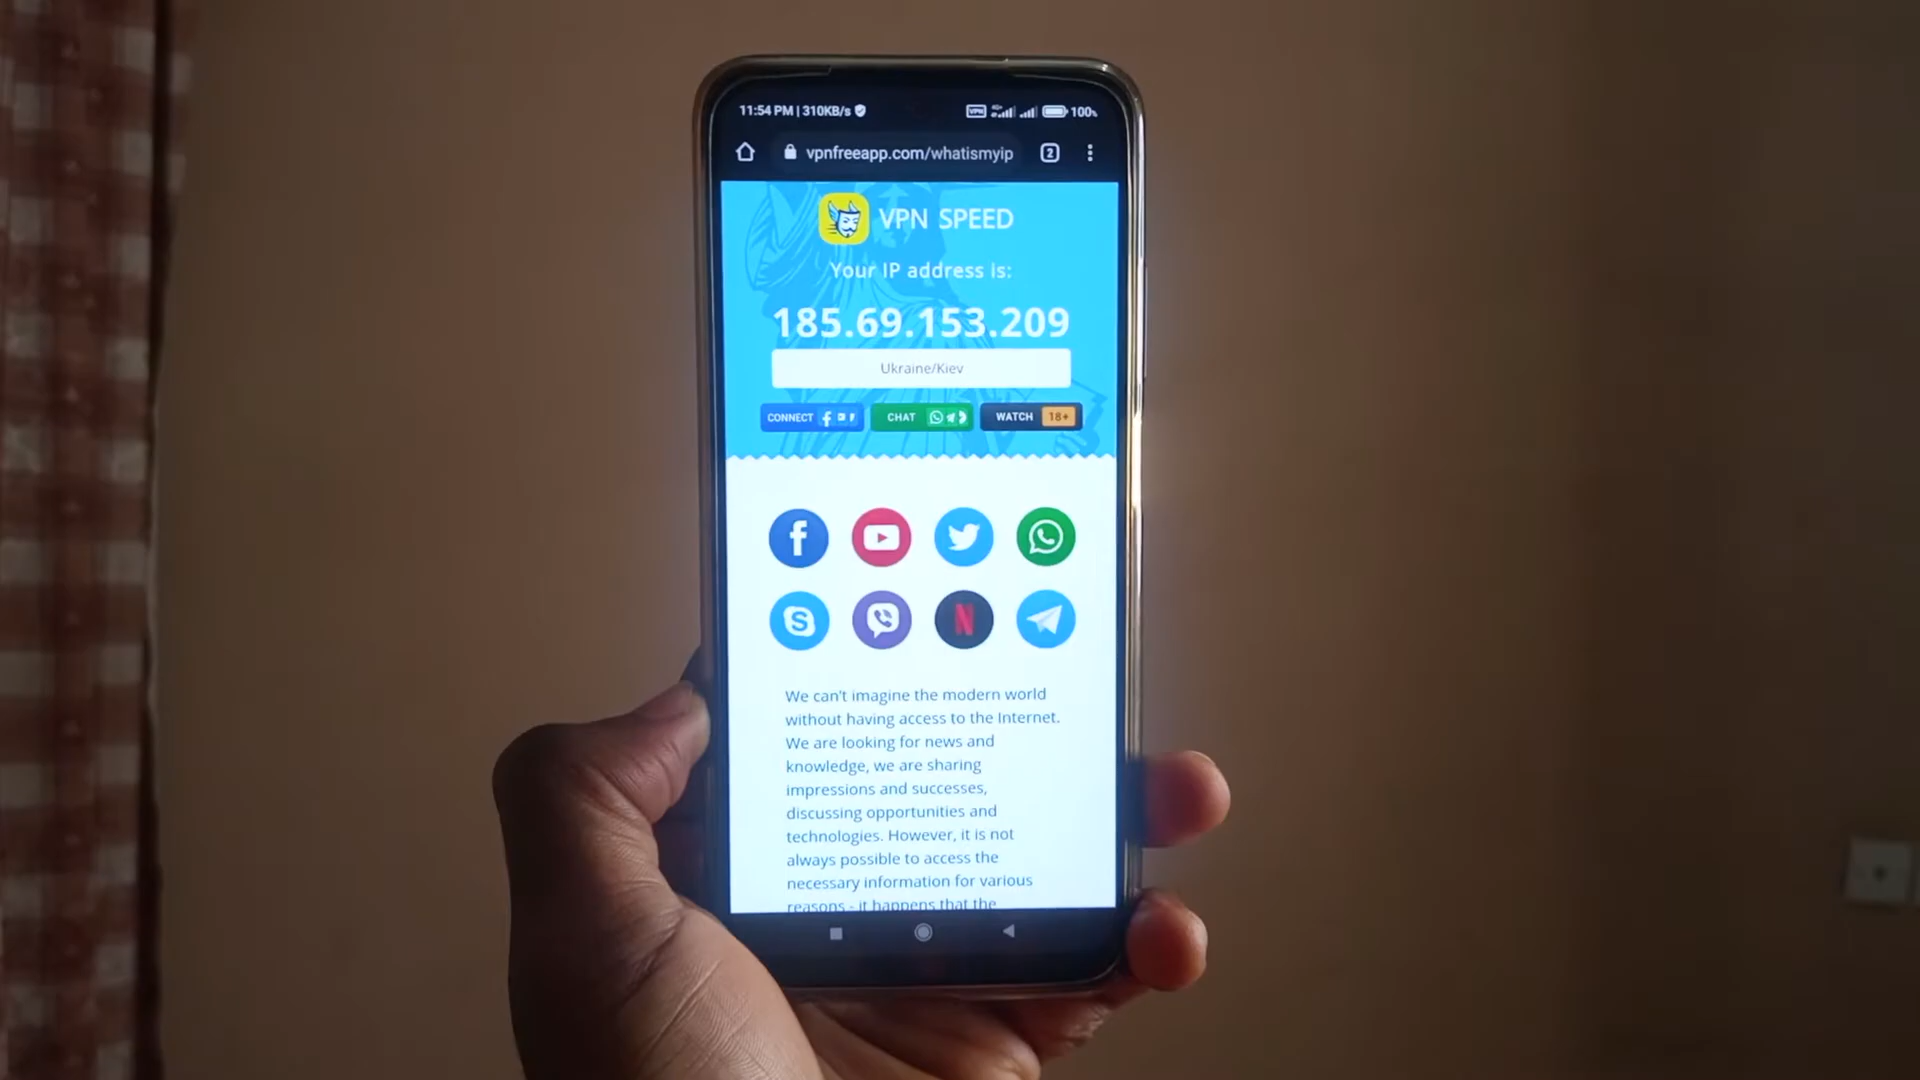 11:54 PM | 310KB/s VPN 4G+ 100%
vpnfreeapp.com/whatismyip 2
VPN SPEED
Your IP address is:
185.69.153.209
Ukraine/Kiev
CONNECT CHAT WATCH 18+
We can't imagine the modern world
without having access to the Internet.
We are looking for news and
knowledge, we are sharing
impressions and successes,
discussing opportunities and
technologies. However, it is not
always possible to access the
necessary information for various
reasons - it happens that the